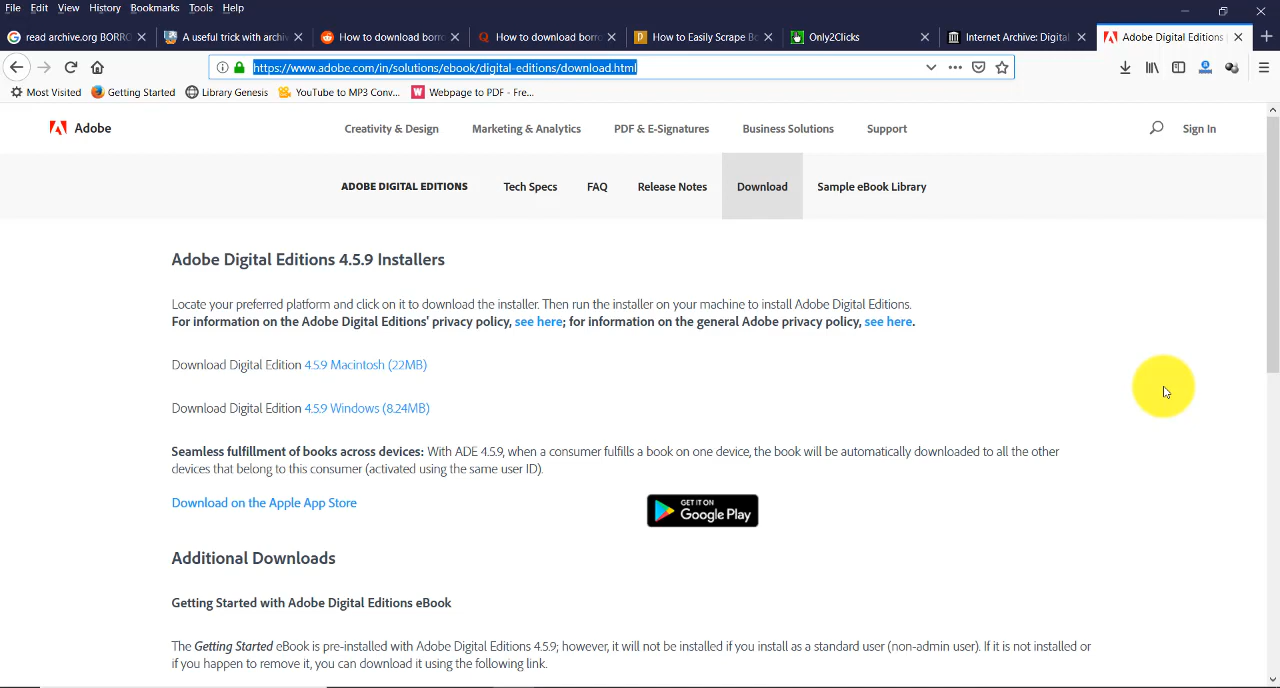 File Edit View History Bookmarks Tools Help
read archive.org BORRO
A useful trick with archi
How to download borro
How to download borro
How to Easily Scrape Bo
Only2Clicks
Internet Archive: Digital
Adobe Digital Editions
https://www.adobe.com/in/solutions/ebook/digital-editions/download.html
Most Visited Getting Started Library Genesis YouTube to MP3 Conv... Webpage to PDF - Fre...
Adobe Creativity & Design Marketing & Analytics PDF & E-Signatures Business Solutions Support Sign In
ADOBE DIGITAL EDITIONS Tech Specs FAQ Release Notes Download Sample eBook Library
Adobe Digital Editions 4.5.9 Installers
Locate your preferred platform and click on it to download the installer. Then run the installer on your machine to install Adobe Digital Editions.
For information on the Adobe Digital Editions' privacy policy, see here; for information on the general Adobe privacy policy, see here.
Download Digital Edition 4.5.9 Macintosh (22MB)
Download Digital Edition 4.5.9 Windows (8.24MB)
Seamless fulfillment of books across devices: With ADE 4.5.9, when a consumer fulfills a book on one device, the book will be automatically downloaded to all the other
devices that belong to this consumer (activated using the same user ID).
Download on the Apple App Store
GET IT ON
Google Play
Additional Downloads
Getting Started with Adobe Digital Editions eBook
The Getting Started eBook is pre-installed with Adobe Digital Editions 4.5.9; however, it will not be installed if you install as a standard user (non-admin user). If it is not installed or
if you happen to remove it, you can download it using the following link.